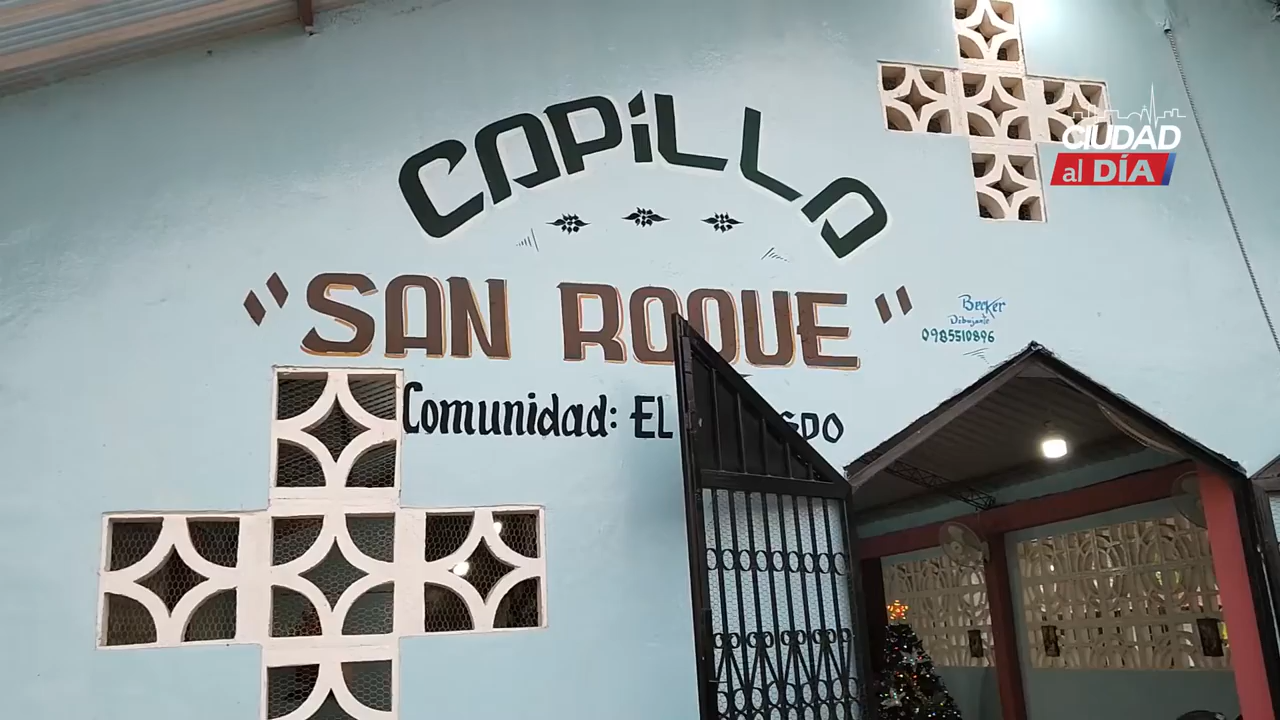 CAPiLLA
"SAN ROQUE"
Comunidad: EL
Becker
Dibujante
0985510896
CIUDAD
al DÍA